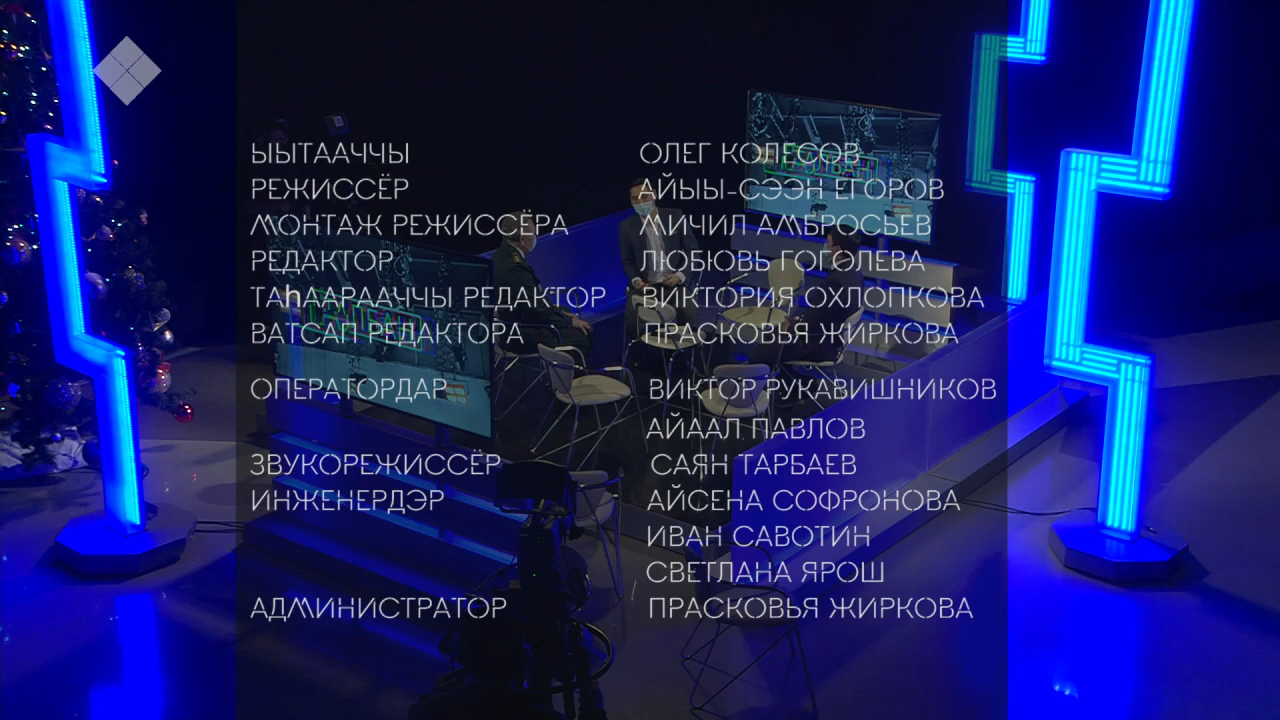 ЫЫТААЧЧЫ ОЛЕГ КОЛЕСОВ
РЕЖИССЁР АЙЫЫ-СЭЭН ЕГОРОВ
МОНТАЖ РЕЖИССЁРА МИЧИЛ АМБРОСЬЕВ
РЕДАКТОР ЛЮБОВЬ ГОГОЛЕВА
ТАҺААРААЧЧЫ РЕДАКТОР ВИКТОРИЯ ОХЛОПКОВА
ВАТСАП РЕДАКТОРА ПРАСКОВЬЯ ЖИРКОВА
ОПЕРАТОРДАР ВИКТОР РУКАВИШНИКОВ
АЙААЛ ПАВЛОВ
ЗВУКОРЕЖИССЁР САЯН ТАРБАЕВ
ИНЖЕНЕРДЭР АЙСЕНА СОФРОНОВА
ИВАН САВОТИН
СВЕТЛАНА ЯРОШ
АДМИНИСТРАТОР ПРАСКОВЬЯ ЖИРКОВА